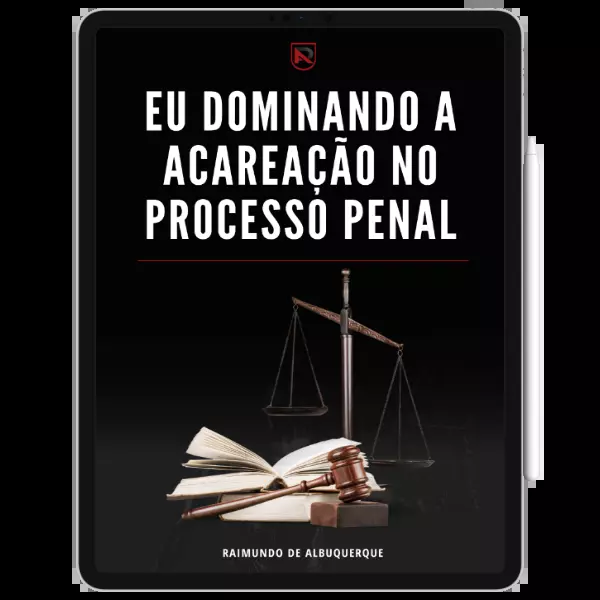 EU DOMINANDO A
ACAREAÇÃO NO
PROCESSO PENAL
RAIMUNDO DE ALBUQUERQUE